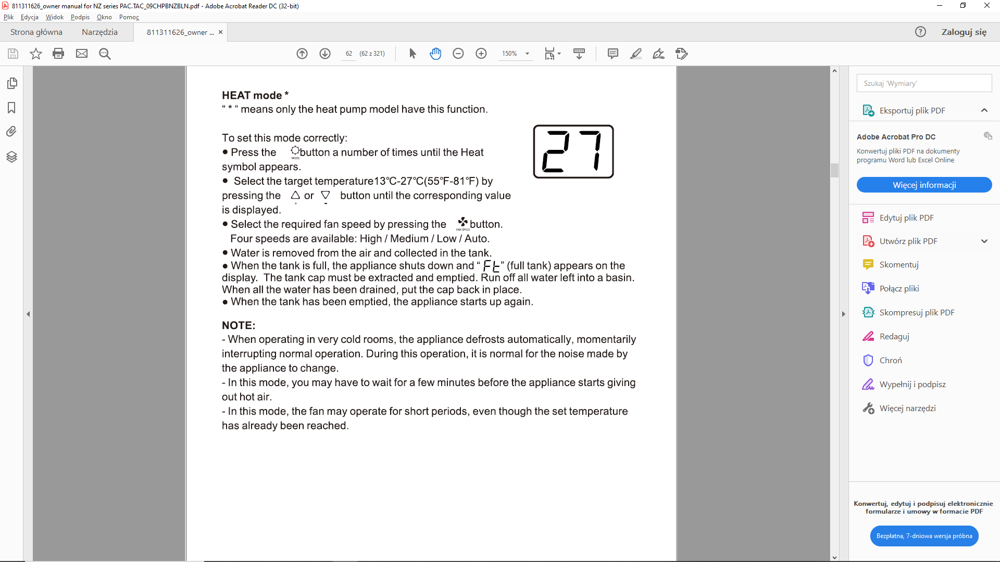 811311626_owner manual for NZ series PAC.TAC_09CHPBNZBLN.pdf - Adobe Acrobat Reader DC (32-bit)
Plik Edycja Widok Podpis Okno Pomoc
Strona główna Narzędzia 811311626_owner ... Zaloguj się
62 (62 z 321) 150%
HEAT mode *
“ * “ means only the heat pump model have this function.
27
To set this mode correctly:
● Press the MODE button a number of times until the Heat
symbol appears.
● Select the target temperature13℃-27℃(55℉-81℉) by
pressing the △ + or ▽ - button until the corresponding value
is displayed.
● Select the required fan speed by pressing the FAN SPEED button.
Four speeds are available: High / Medium / Low / Auto.
● Water is removed from the air and collected in the tank.
● When the tank is full, the appliance shuts down and “ Ft ” (full tank) appears on the
display. The tank cap must be extracted and emptied. Run off all water left into a basin.
When all the water has been drained, put the cap back in place.
● When the tank has been emptied, the appliance starts up again.
NOTE:
- When operating in very cold rooms, the appliance defrosts automatically, momentarily
interrupting normal operation. During this operation, it is normal for the noise made by
the appliance to change.
- In this mode, you may have to wait for a few minutes before the appliance starts giving
out hot air.
- In this mode, the fan may operate for short periods, even though the set temperature
has already been reached.
Szukaj 'Wymiary'
Eksportuj plik PDF
Adobe Acrobat Pro DC
Konwertuj pliki PDF na dokumenty
programu Word lub Excel Online
Więcej informacji
Edytuj plik PDF
Utwórz plik PDF
Skomentuj
Połącz pliki
Skompresuj plik PDF
Redaguj
Chroń
Wypełnij i podpisz
Więcej narzędzi
Konwertuj, edytuj i podpisuj elektronicznie
formularze i umowy w formacie PDF
Bezpłatna, 7-dniowa wersja próbna